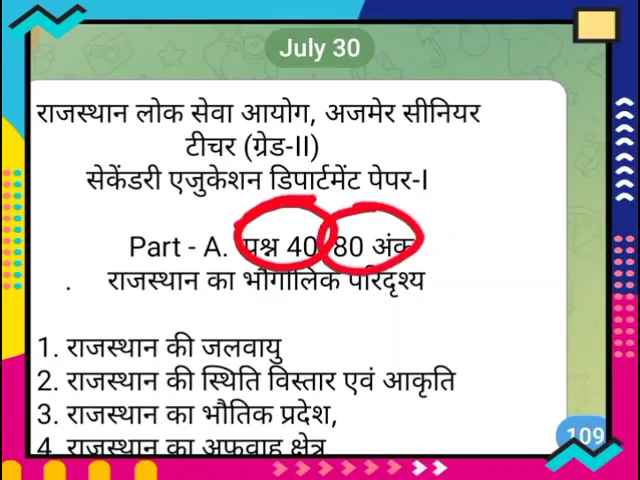 July 30
राजस्थान लोक सेवा आयोग, अजमेर सीनियर
टीचर (ग्रेड-II)
सेकेंडरी एजुकेशन डिपार्टमेंट पेपर-I
Part - A. प्रश्न 40 80 अंक
. राजस्थान का भौगोलिक परिदृश्य
1. राजस्थान की जलवायु
2. राजस्थान की स्थिति विस्तार एवं आकृति
3. राजस्थान का भौतिक प्रदेश,
4. राजस्थान का अफवाह क्षेत्र
109